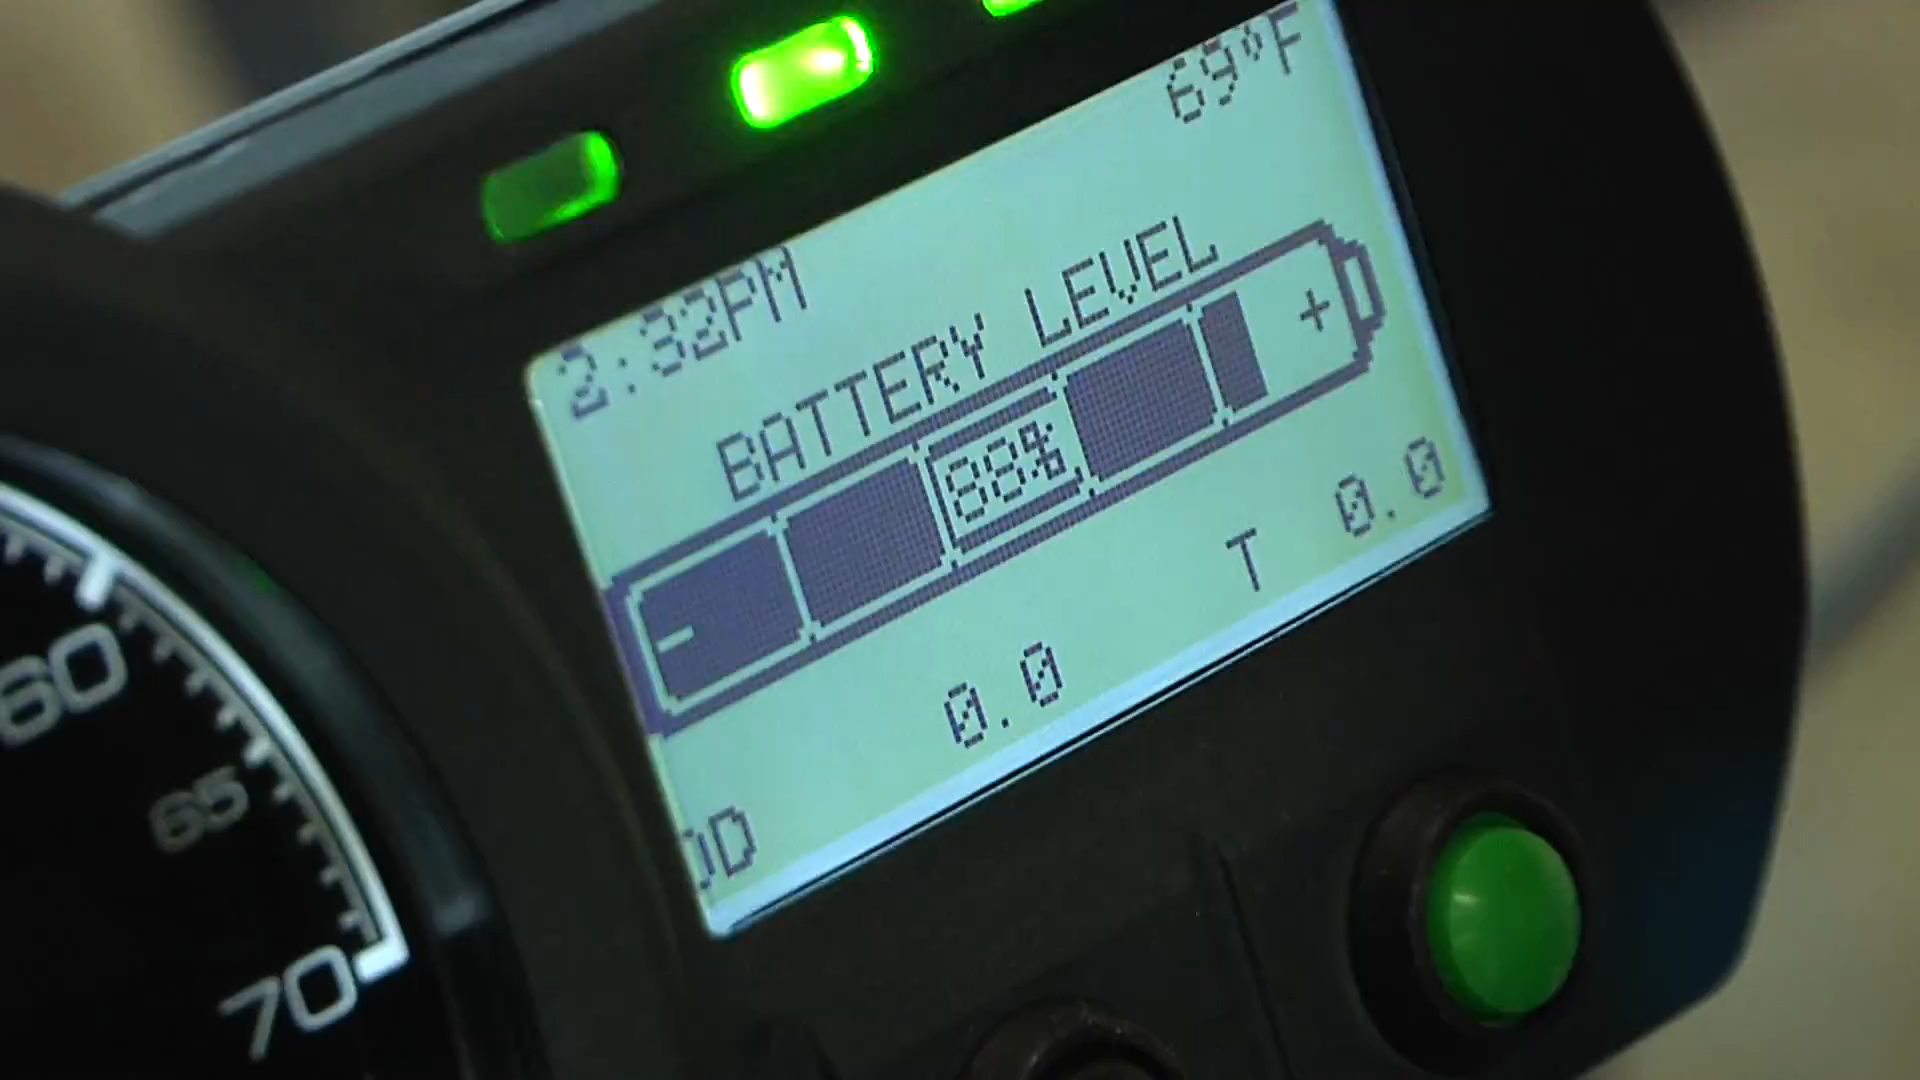 2:32PM 69°F
BATTERY LEVEL
- 88% +
0.0 T 0.0
60
65
70